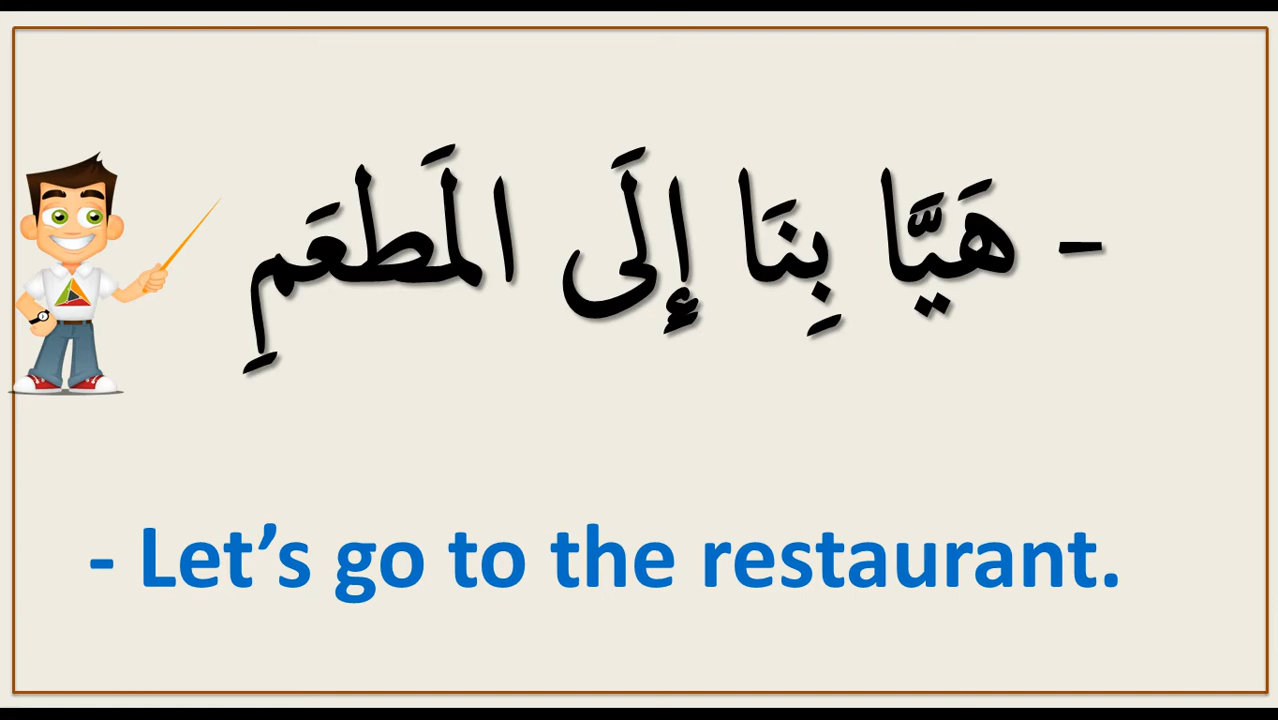 - هَيَّا بِنَا إِلَى المَطعَمِ
- Let’s go to the restaurant.